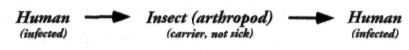 Human Insect (arthropod) Human
(infected) (carrier, not sick) (infected)